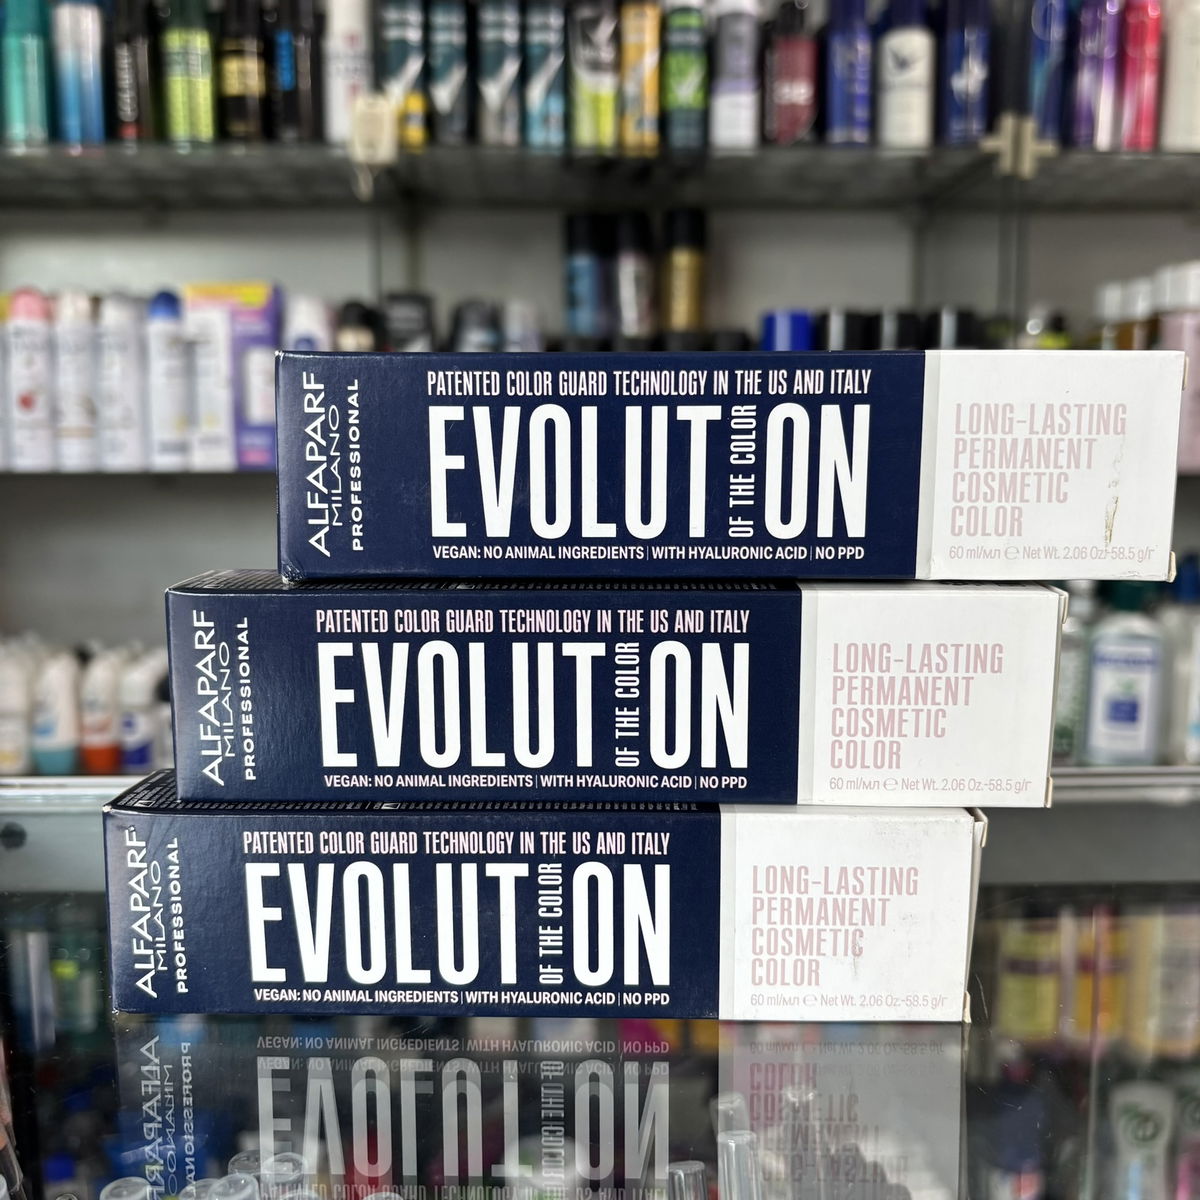 ALFAPARF
MILANO
PROFESSIONAL
PATENTED COLOR GUARD TECHNOLOGY IN THE US AND ITALY
EVOLUT OF THE COLOR ON
VEGAN: NO ANIMAL INGREDIENTS | WITH HYALURONIC ACID | NO PPD
LONG-LASTING
PERMANENT
COSMETIC
COLOR
60 ml/мл ℮ Net Wt. 2.06 Oz.-58.5 g/г
ALFAPARF
MILANO
PROFESSIONAL
PATENTED COLOR GUARD TECHNOLOGY IN THE US AND ITALY
EVOLUT OF THE COLOR ON
VEGAN: NO ANIMAL INGREDIENTS | WITH HYALURONIC ACID | NO PPD
LONG-LASTING
PERMANENT
COSMETIC
COLOR
60 ml/мл ℮ Net Wt. 2.06 Oz.-58.5 g/г
ALFAPARF
MILANO
PROFESSIONAL
PATENTED COLOR GUARD TECHNOLOGY IN THE US AND ITALY
EVOLUT OF THE COLOR ON
VEGAN: NO ANIMAL INGREDIENTS | WITH HYALURONIC ACID | NO PPD
LONG-LASTING
PERMANENT
COSMETIC
COLOR
60 ml/мл ℮ Net Wt. 2.06 Oz.-58.5 g/г